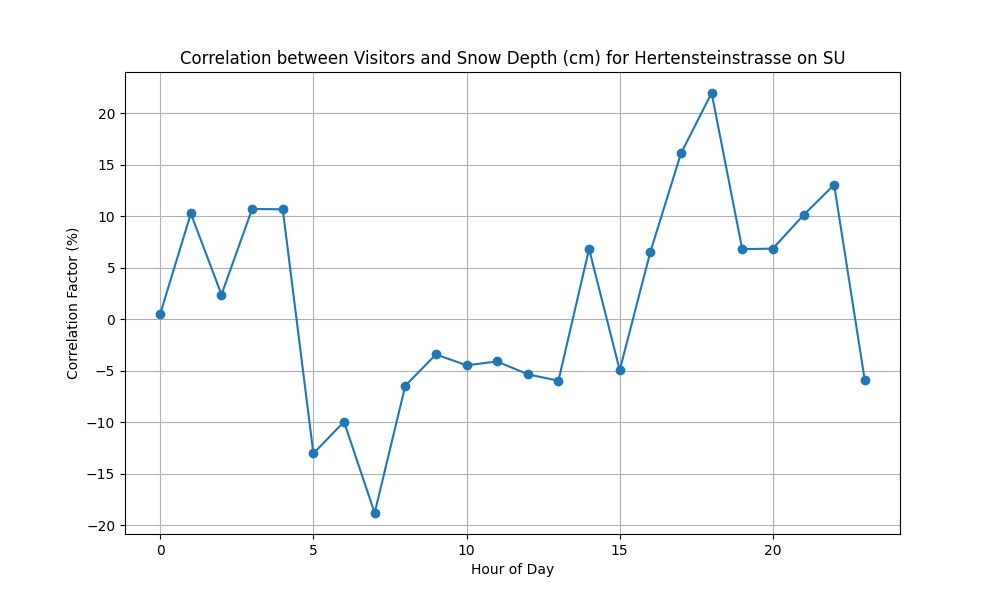 Correlation between Visitors and Snow Depth (cm) for Hertensteinstrasse on SU
Correlation Factor (%)
20
15
10
5
0
−5
−10
−15
−20
0 5 10 15 20
Hour of Day